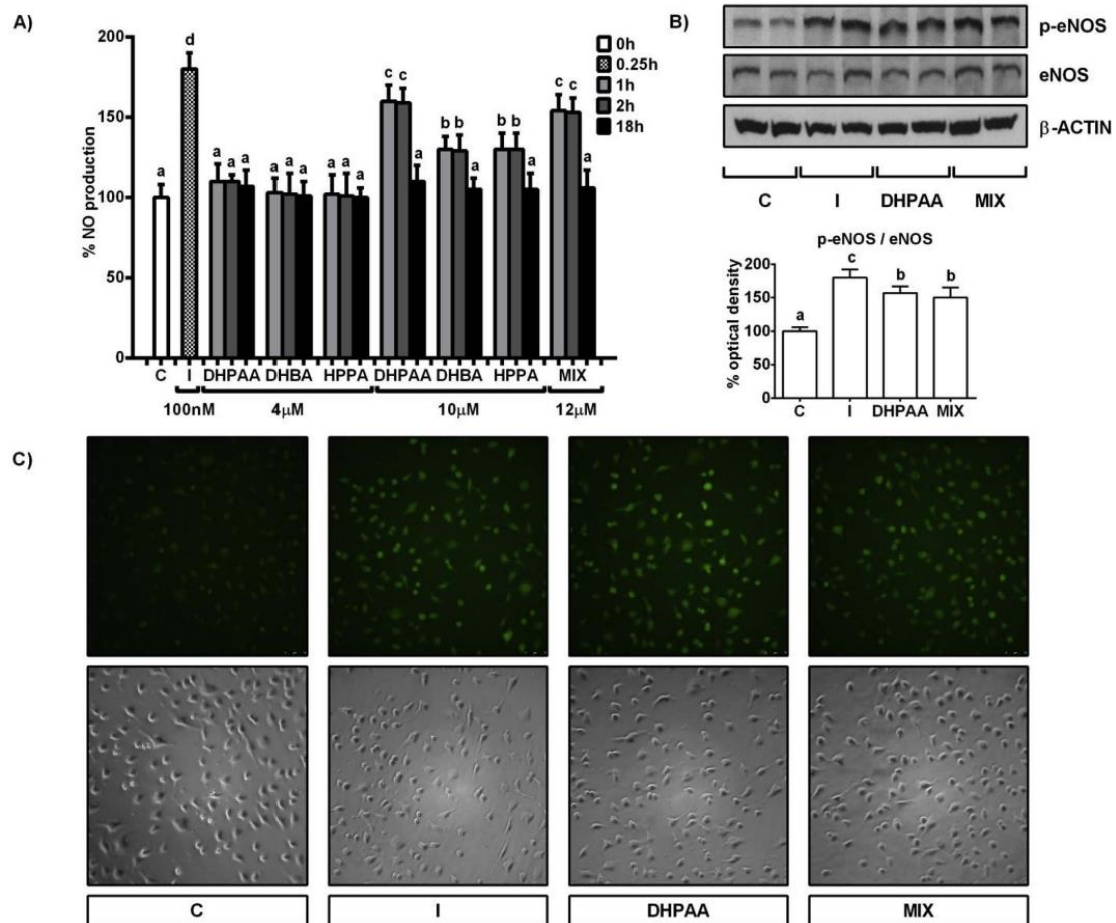 A)
% NO production
200
150
100
50
0
a
d
a a a
a a a
a a a
c c a
b b a
b b a
c c a
0h
0.25h
1h
2h
18h
C I DHPAA DHBA HPPA DHPAA DHBA HPPA MIX
100nM 4μM 10μM 12μM
B)
p-eNOS
eNOS
β-ACTIN
C I DHPAA MIX
p-eNOS / eNOS
% optical density
200
150
100
50
0
a c b b
C I DHPAA MIX
C)
C I DHPAA MIX